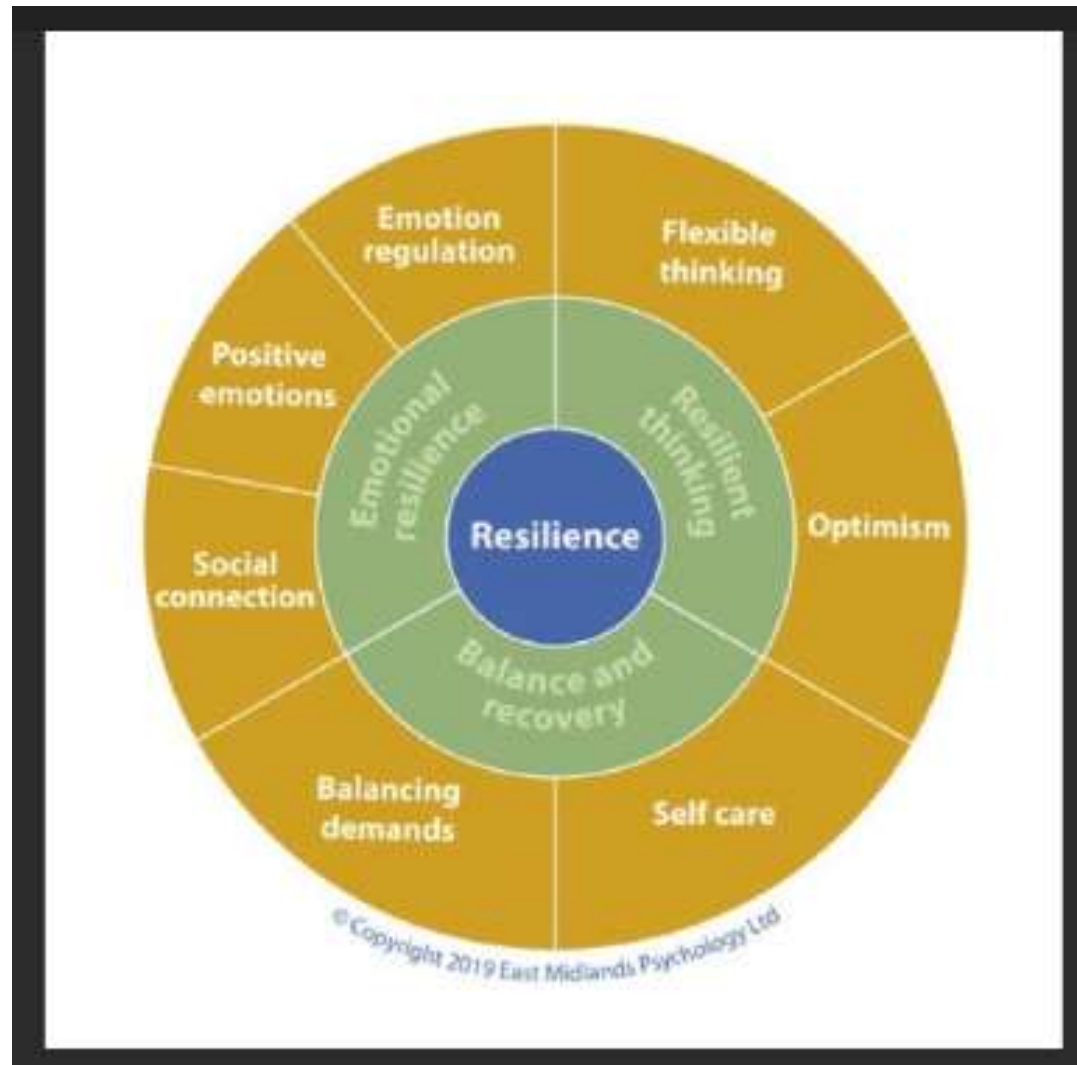 Emotion
regulation
Flexible
thinking
Positive
emotions
Emotional
resilience
Resilient
thinking
Resilience
Optimism
Social
connection
Balance and
recovery
Balancing
demands
Self care
© Copyright 2019 East Midlands Psychology Ltd